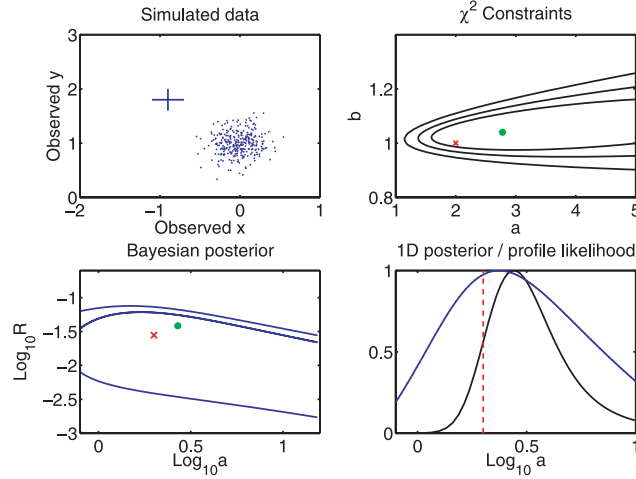 Simulated data
3
2
1
0
−2
−1
0
1
Observed y
Observed x
χ² Constraints
1.2
1
0.8
1
2
3
4
5
b
a
Bayesian posterior
−1
−1.5
−2
−2.5
−3
0
0.5
1
Log₁₀R
Log₁₀a
1D posterior / profile likelihood
1
0.5
0
0
0.5
1
Log₁₀a